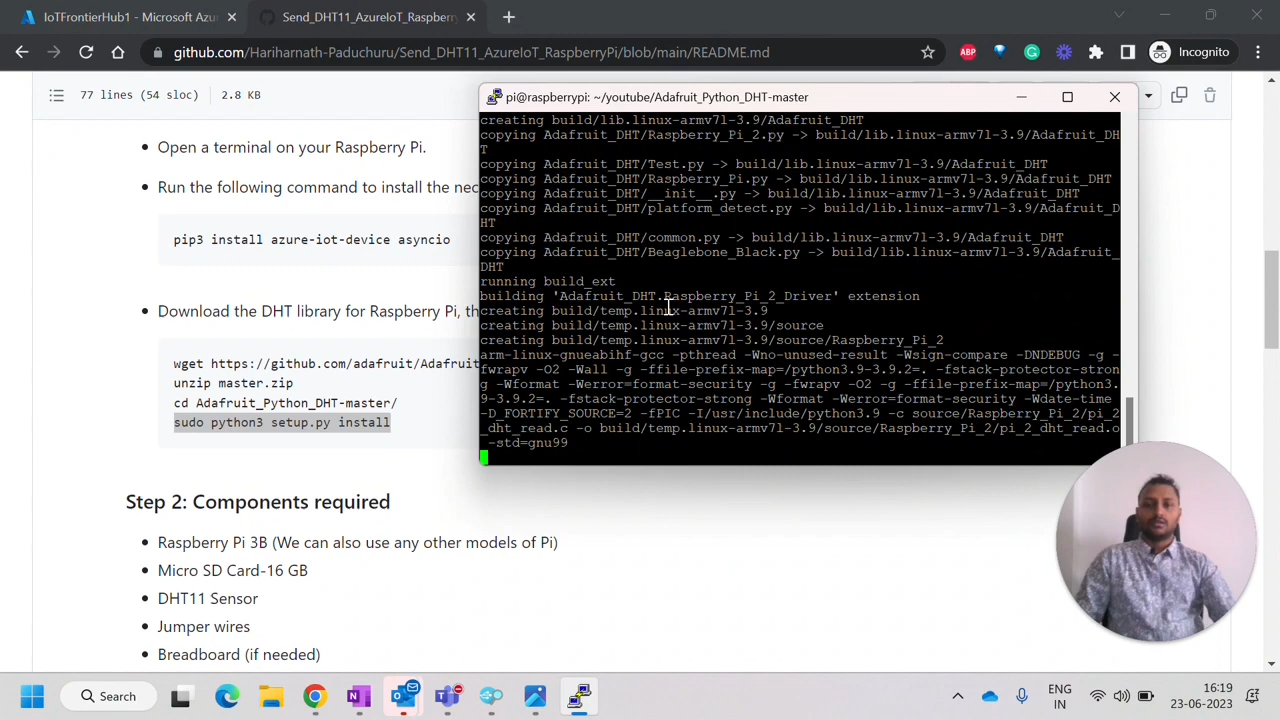 IoTFrontierHub1 - Microsoft Azu
Send_DHT11_AzureIoT_Raspberry
github.com/Hariharnath-Paduchuru/Send_DHT11_AzureIoT_RaspberryPi/blob/main/README.md
ABP
Incognito
77 lines (54 sloc) 2.8 KB
Open a terminal on your Raspberry Pi.
Run the following command to install the nec
pip3 install azure-iot-device asyncio
Download the DHT library for Raspberry Pi, th
wget https://github.com/adafruit/Adafruit
unzip master.zip
cd Adafruit_Python_DHT-master/
sudo python3 setup.py install
Step 2: Components required
Raspberry Pi 3B (We can also use any other models of Pi)
Micro SD Card-16 GB
DHT11 Sensor
Jumper wires
Breadboard (if needed)
pi@raspberrypi: ~/youtube/Adafruit_Python_DHT-master
creating build/lib.linux-armv7l-3.9/Adafruit_DHT
copying Adafruit_DHT/Raspberry_Pi_2.py -> build/lib.linux-armv7l-3.9/Adafruit_DH
T
copying Adafruit_DHT/Test.py -> build/lib.linux-armv7l-3.9/Adafruit_DHT
copying Adafruit_DHT/Raspberry_Pi.py -> build/lib.linux-armv7l-3.9/Adafruit_DHT
copying Adafruit_DHT/__init__.py -> build/lib.linux-armv7l-3.9/Adafruit_DHT
copying Adafruit_DHT/platform_detect.py -> build/lib.linux-armv7l-3.9/Adafruit_D
HT
copying Adafruit_DHT/common.py -> build/lib.linux-armv7l-3.9/Adafruit_DHT
copying Adafruit_DHT/Beaglebone_Black.py -> build/lib.linux-armv7l-3.9/Adafruit_
DHT
running build_ext
building 'Adafruit_DHT.Raspberry_Pi_2_Driver' extension
creating build/temp.linux-armv7l-3.9
creating build/temp.linux-armv7l-3.9/source
creating build/temp.linux-armv7l-3.9/source/Raspberry_Pi_2
arm-linux-gnueabihf-gcc -pthread -Wno-unused-result -Wsign-compare -DNDEBUG -g -
fwrapv -O2 -Wall -g -ffile-prefix-map=/python3.9-3.9.2=. -fstack-protector-stron
g -Wformat -Werror=format-security -g -fwrapv -O2 -g -ffile-prefix-map=/python3.
9-3.9.2=. -fstack-protector-strong -Wformat -Werror=format-security -Wdate-time
-D_FORTIFY_SOURCE=2 -fPIC -I/usr/include/python3.9 -c source/Raspberry_Pi_2/pi_2
_dht_read.c -o build/temp.linux-armv7l-3.9/source/Raspberry_Pi_2/pi_2_dht_read.o
-std=gnu99
Search
ENG
IN
16:19
23-06-2023